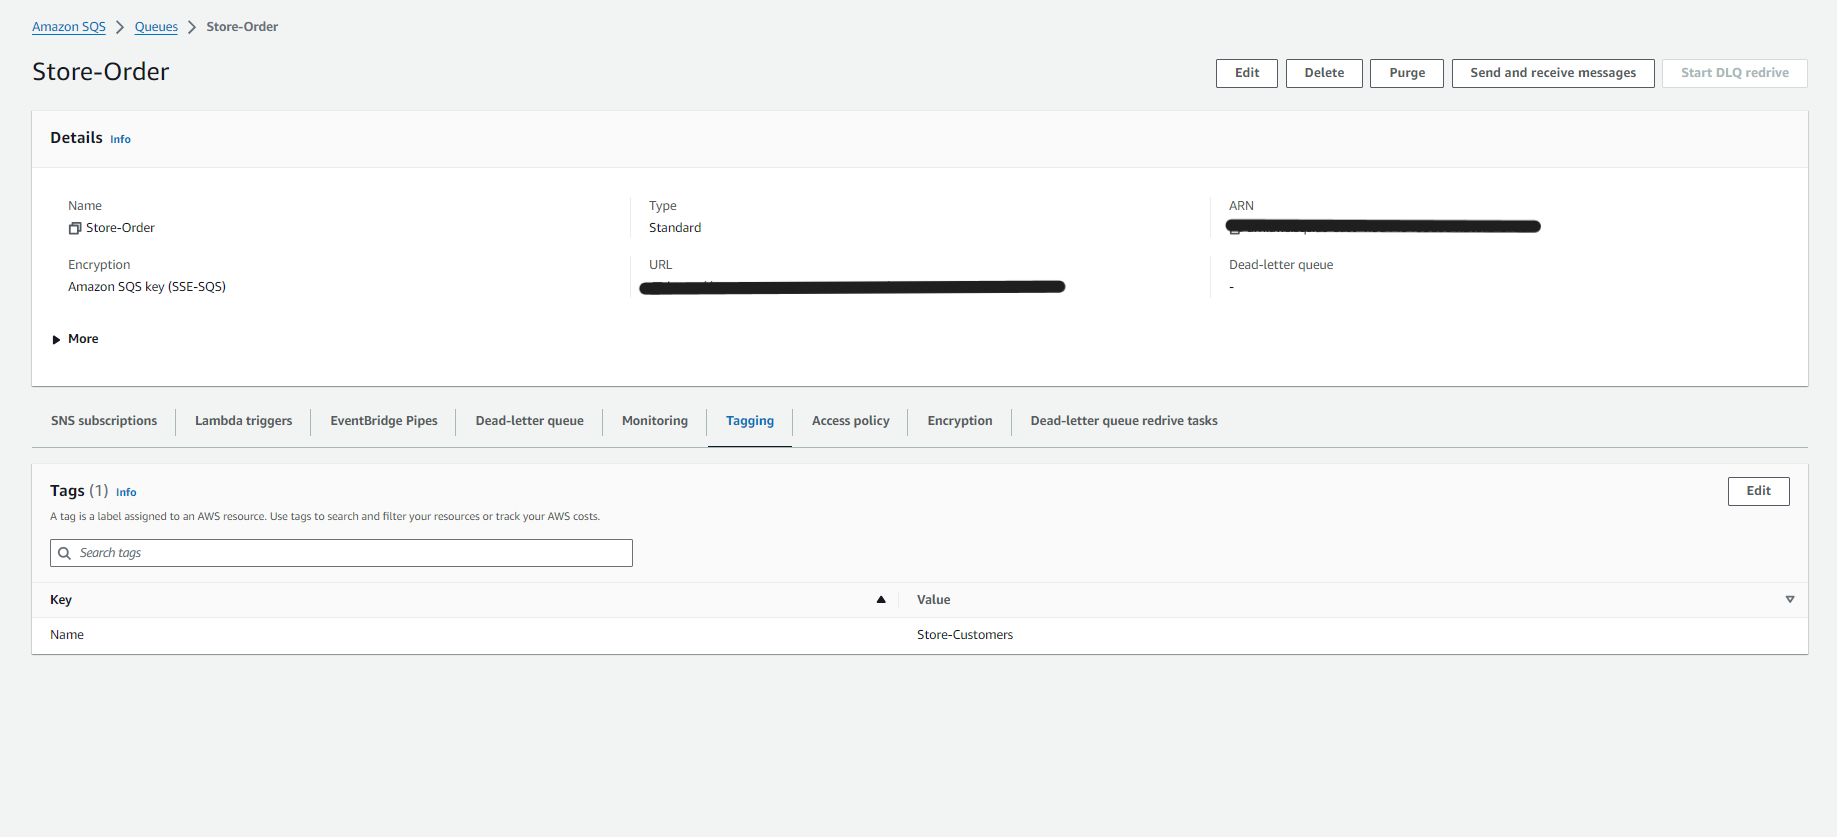 Amazon SQS > Queues > Store-Order
Store-Order
Edit Delete Purge Send and receive messages Start DLQ redrive
Details Info
Name Type ARN
Store-Order Standard
Encryption URL Dead-letter queue
Amazon SQS key (SSE-SQS) -
More
SNS subscriptions Lambda triggers EventBridge Pipes Dead-letter queue Monitoring Tagging Access policy Encryption Dead-letter queue redrive tasks
Tags (1) Info Edit
A tag is a label assigned to an AWS resource. Use tags to search and filter your resources or track your AWS costs.
Search tags
Key Value
Name Store-Customers